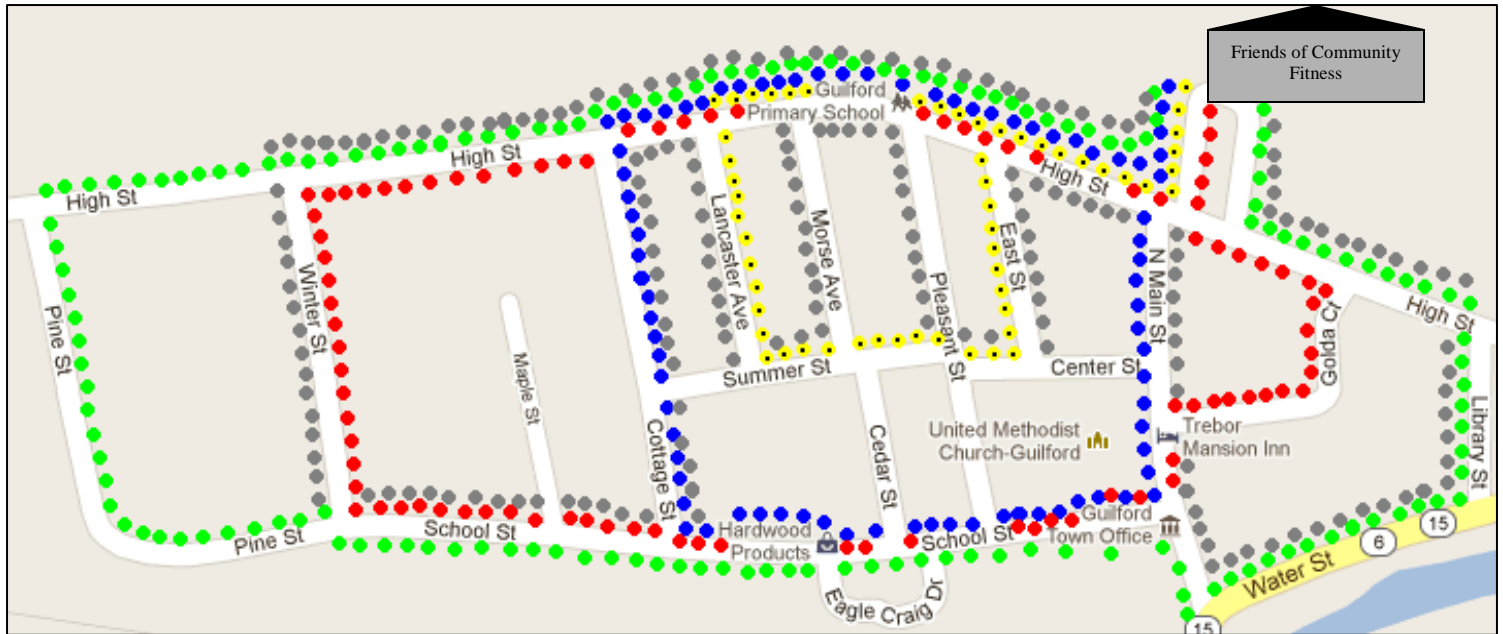 Friends of Community
Fitness
Guilford
Primary School
High St
High St
High St
High St
Pine St
Winter St
Maple St
Cottage St
Lancaster Ave
Morse Ave
Pleasant St
East St
N Main St
Goploa Ct
Library St
Summer St
Center St
Cedar St
United Methodist
Church-Guilford
Trebor
Mansion Inn
Pine St
School St
Hardwood
Products
School St
Guilford
Town Office
Eagle Craig Dr
Water St
6
15
15